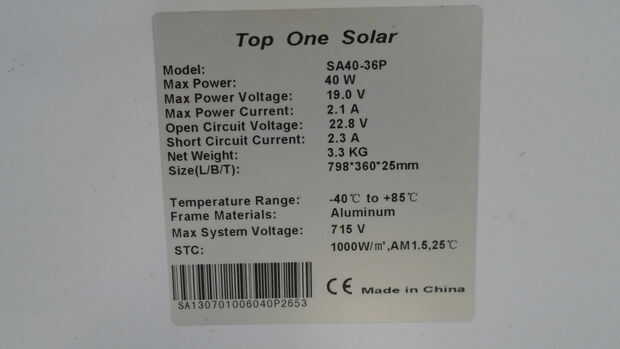 Top One Solar
Model: SA40-36P
Max Power: 40 W
Max Power Voltage: 19.0 V
Max Power Current: 2.1 A
Open Circuit Voltage: 22.8 V
Short Circuit Current: 2.3 A
Net Weight: 3.3 KG
Size(L/B/T): 798*360*25mm
Temperature Range: -40℃ to +85℃
Frame Materials: Aluminum
Max System Voltage: 715 V
STC: 1000W/㎡,AM1.5,25℃
SA130701006040P2653
CE Made in China